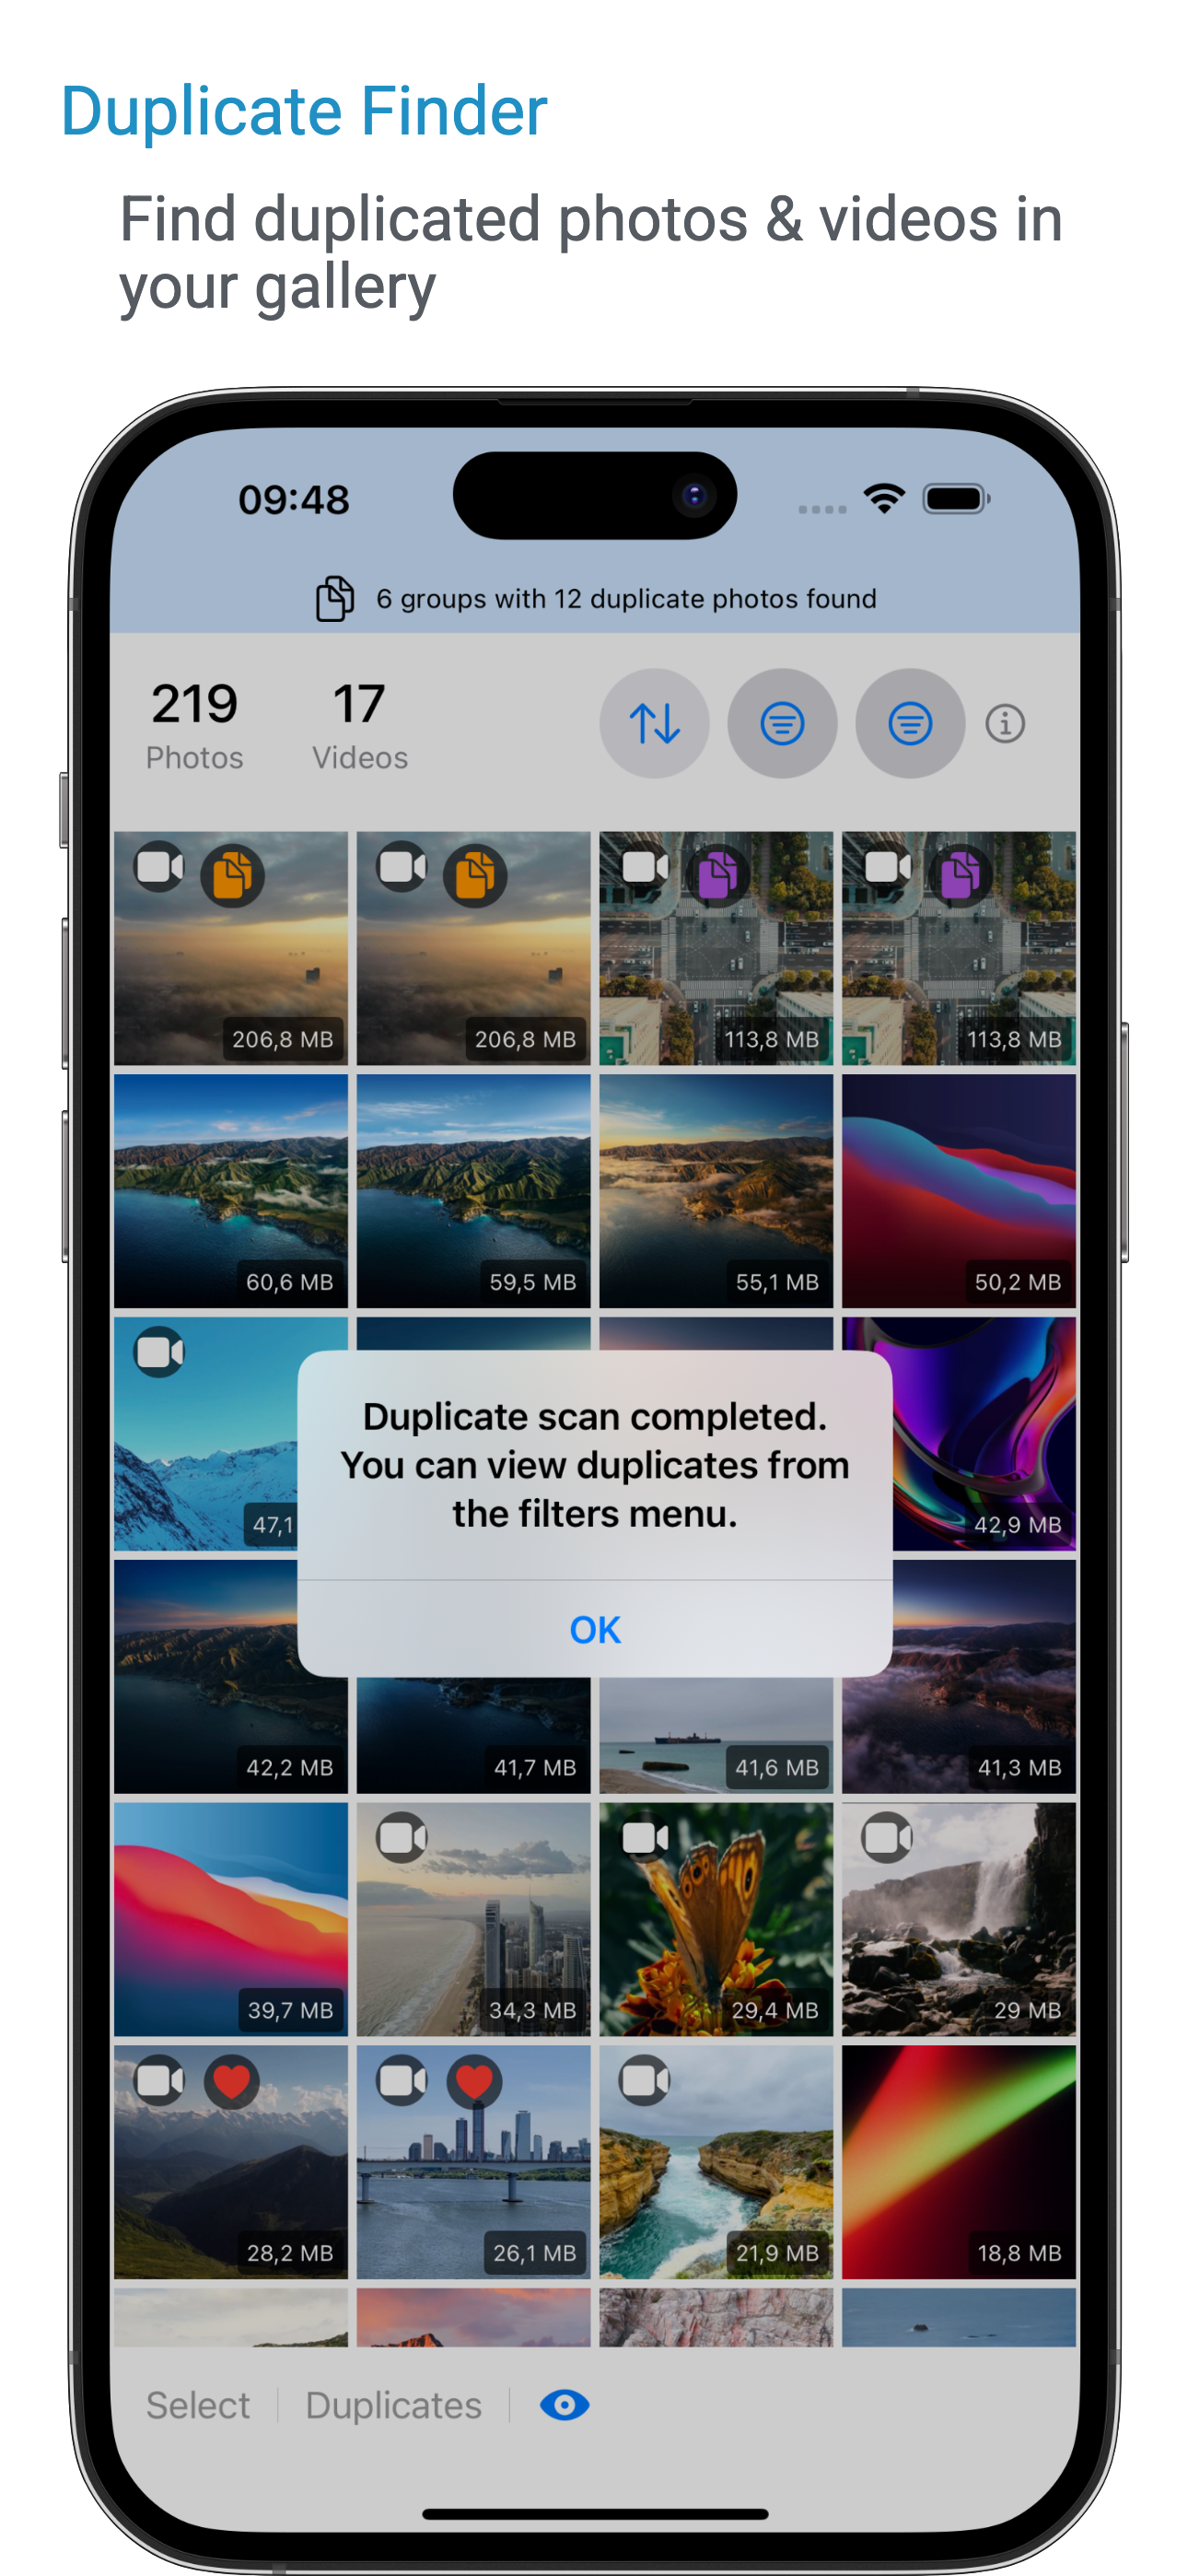 Duplicate Finder
Find duplicated photos & videos in
your gallery
09:48
6 groups with 12 duplicate photos found
219
17
Photos
Videos
206,8 MB
206,8 MB
113,8 MB
113,8 MB
60,6 MB
59,5 MB
55,1 MB
50,2 MB
Duplicate scan completed.
You can view duplicates from
the filters menu.
47,1
42,9 MB
OK
42,2 MB
41,7 MB
41,6 MB
41,3 MB
39,7 MB
34,3 MB
29,4 MB
29 MB
28,2 MB
26,1 MB
21,9 MB
18,8 MB
Select
Duplicates